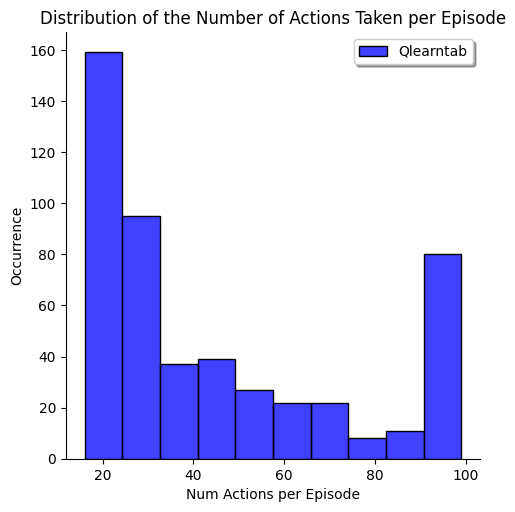 Distribution of the Number of Actions Taken per Episode
Qlearntab
160
140
120
100
80
60
40
20
0
Occurrence
20 40 60 80 100
Num Actions per Episode